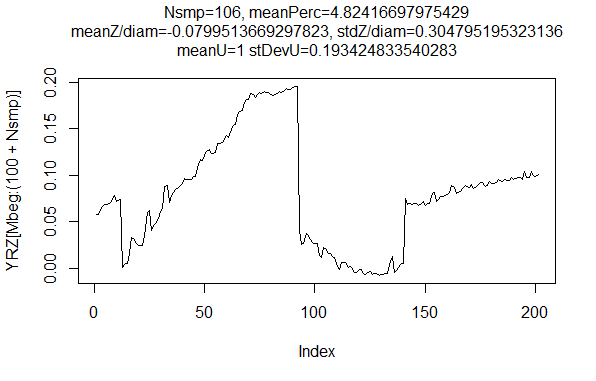 Nsmp=106, meanPerc=4.82416697975429
meanZ/diam=-0.0799513669297823, stdZ/diam=0.304795195323136
meanU=1 stDevU=0.193424833540283
YRZ[Mbeg:(100 + Nsmp)]
0.20
0.15
0.10
0.05
0.00
0 50 100 150 200
Index